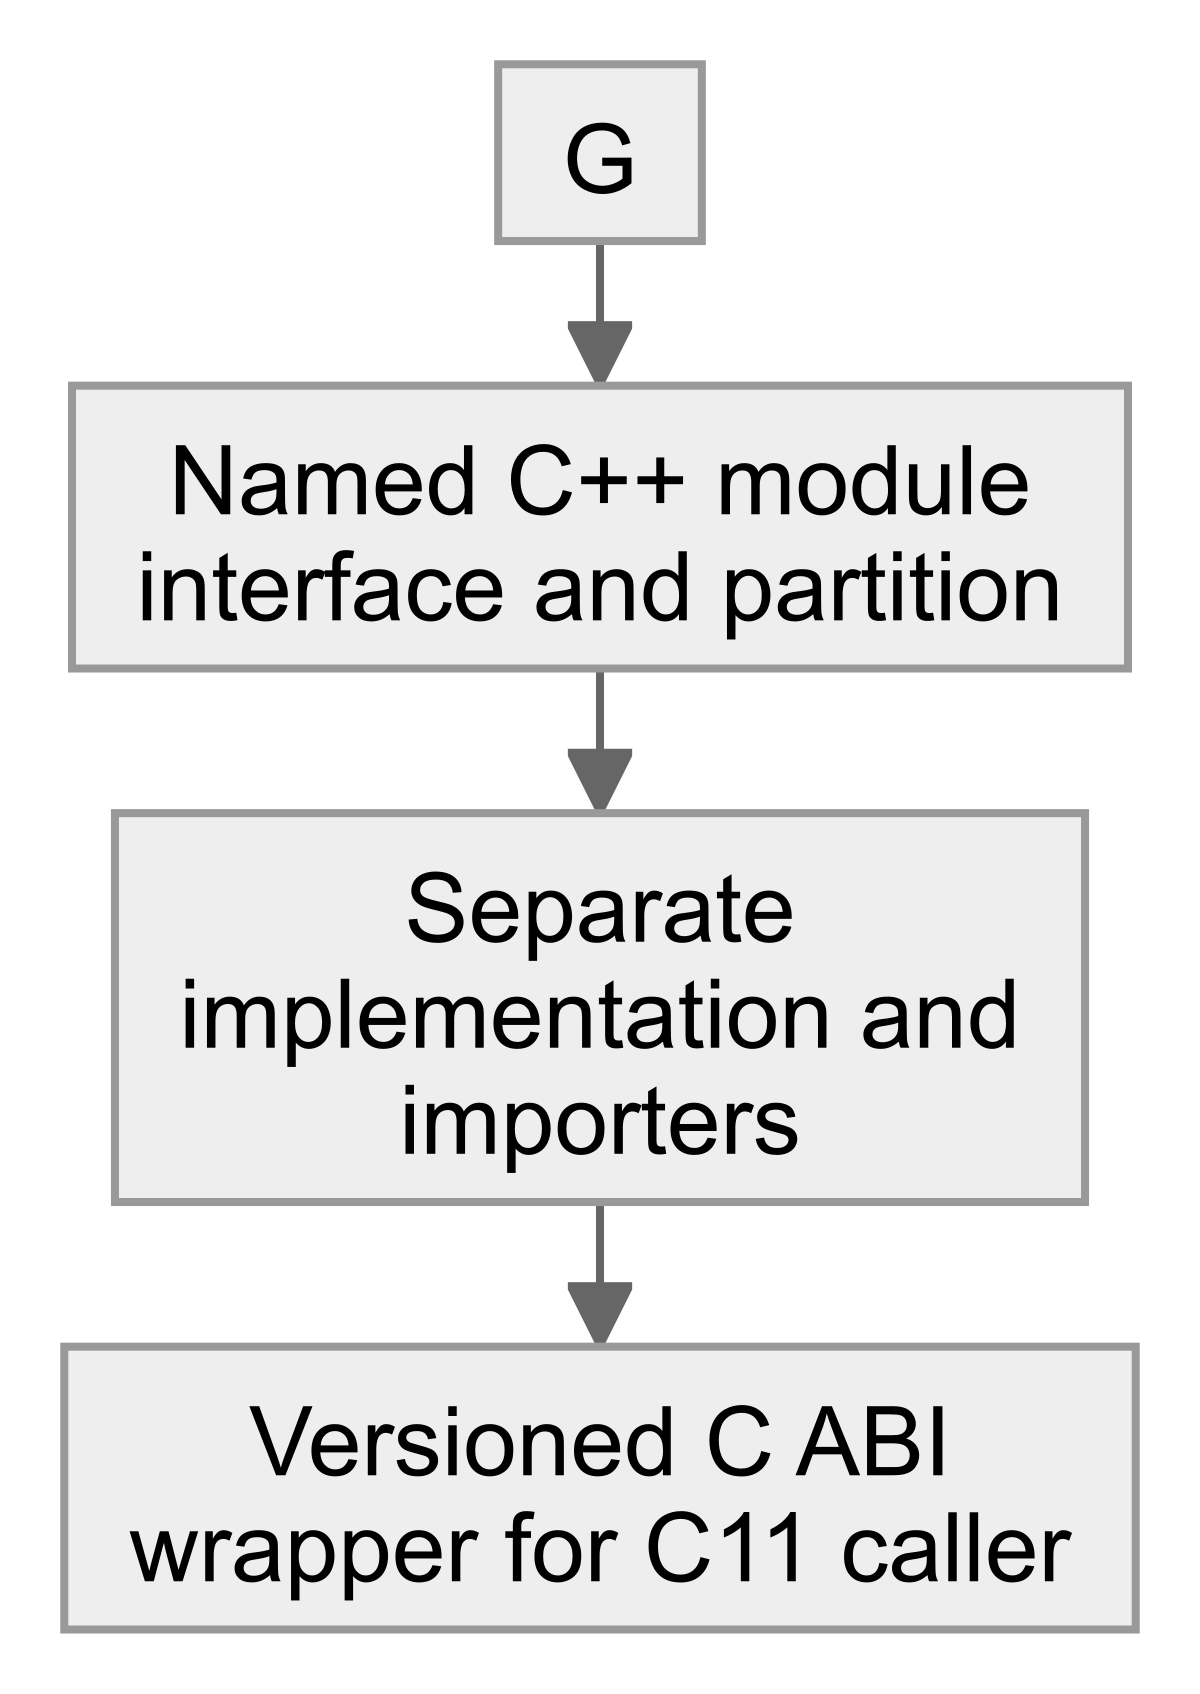 G
Named C++ module
interface and partition
Separate
implementation and
importers
Versioned C ABI
wrapper for C11 caller